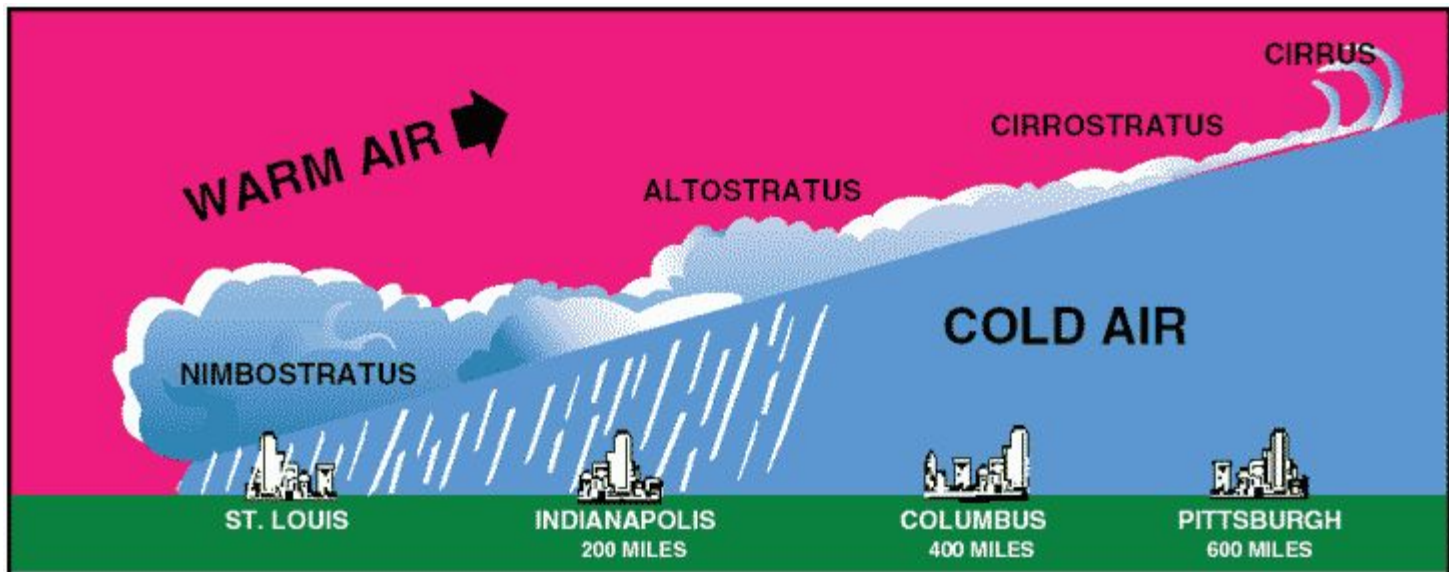 CIRRUS
CIRROSTRATUS
WARM AIR
ALTOSTRATUS
COLD AIR
NIMBOSTRATUS
ST. LOUIS
INDIANAPOLIS
200 MILES
COLUMBUS
400 MILES
PITTSBURGH
600 MILES